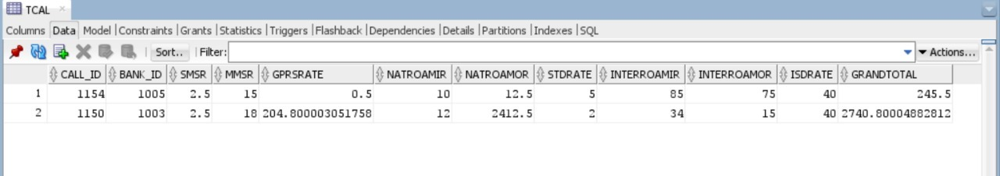 TCAL
Columns Data Model |Constraints |Grants |Statistics |Triggers |Flashback |Dependencies |Details |Partitions |Indexes |SQL
Sort.. Filter: Actions...
CALL_ID BANK_ID SMSR MMSR GPRSRATE NATROAMIR NATROAMOR STDRATE INTERROAMIR INTERROAMOR ISDRATE GRANDTOTAL
1 1154 1005 2.5 15 0.5 10 12.5 5 85 75 40 245.5
2 1150 1003 2.5 18 204.800003051758 12 2412.5 2 34 15 40 2740.80004882812